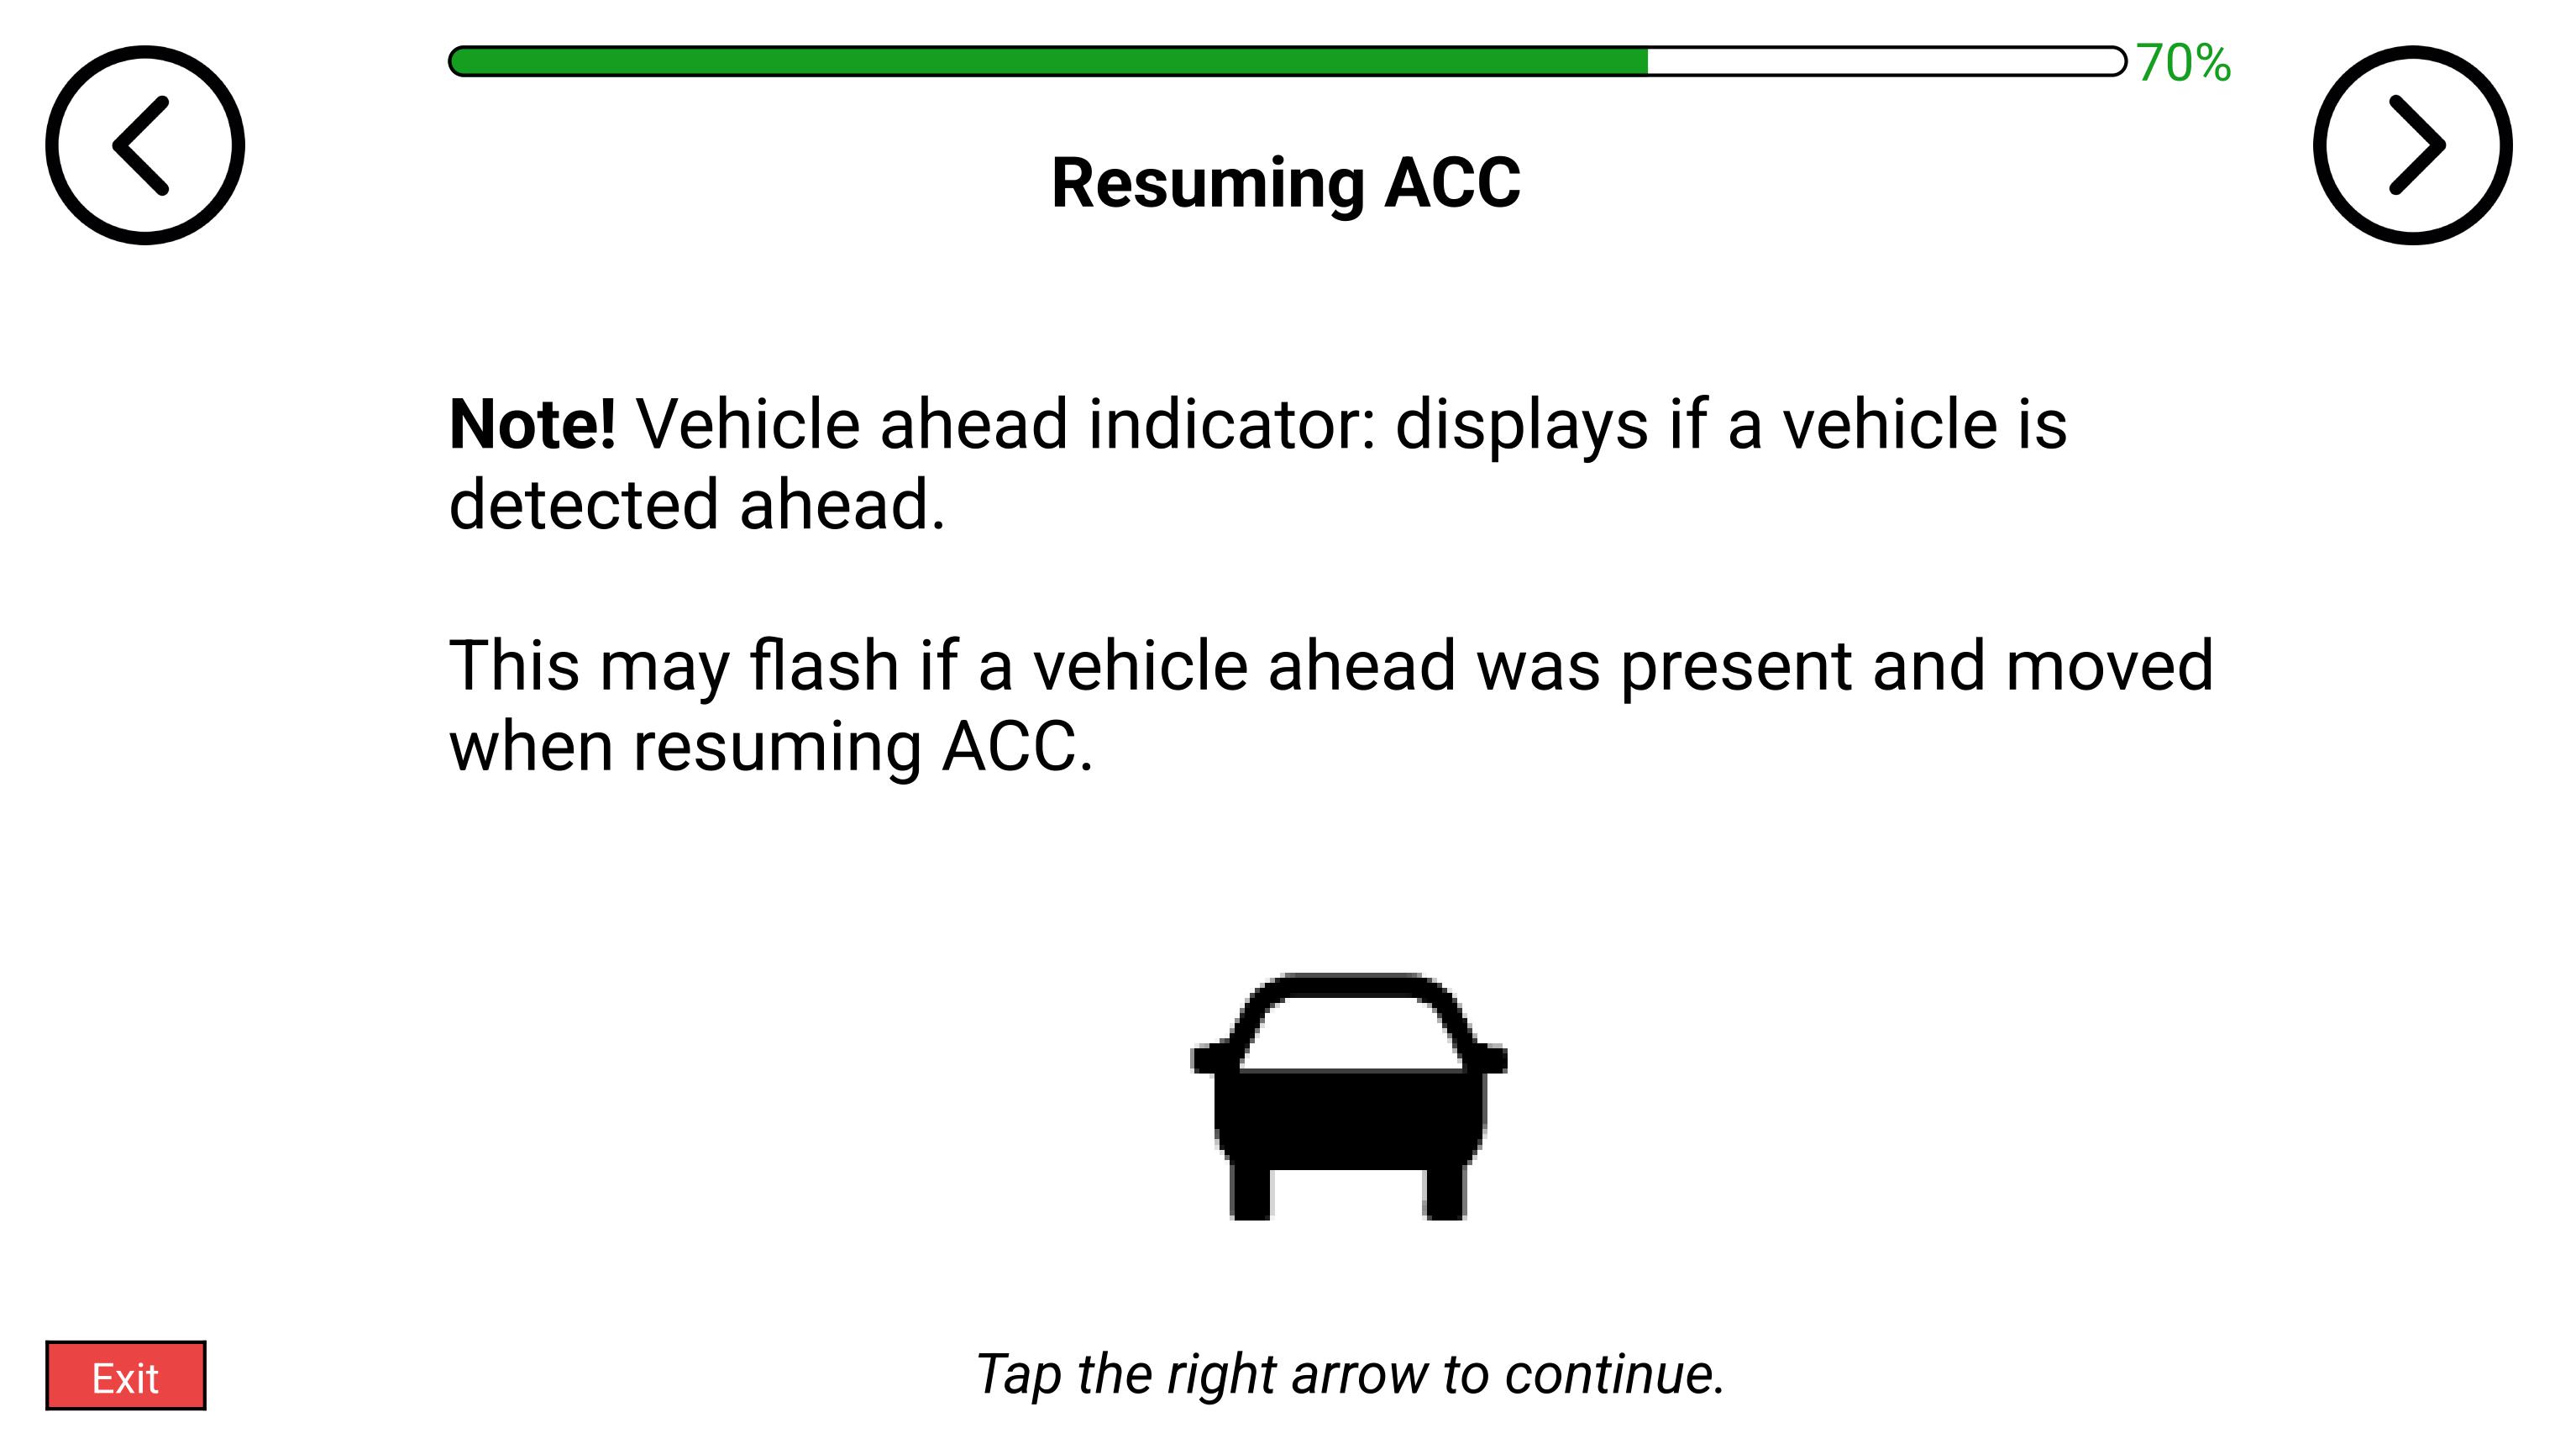 70%
Resuming ACC
Note! Vehicle ahead indicator: displays if a vehicle is
detected ahead.
This may flash if a vehicle ahead was present and moved
when resuming ACC.
Exit
Tap the right arrow to continue.